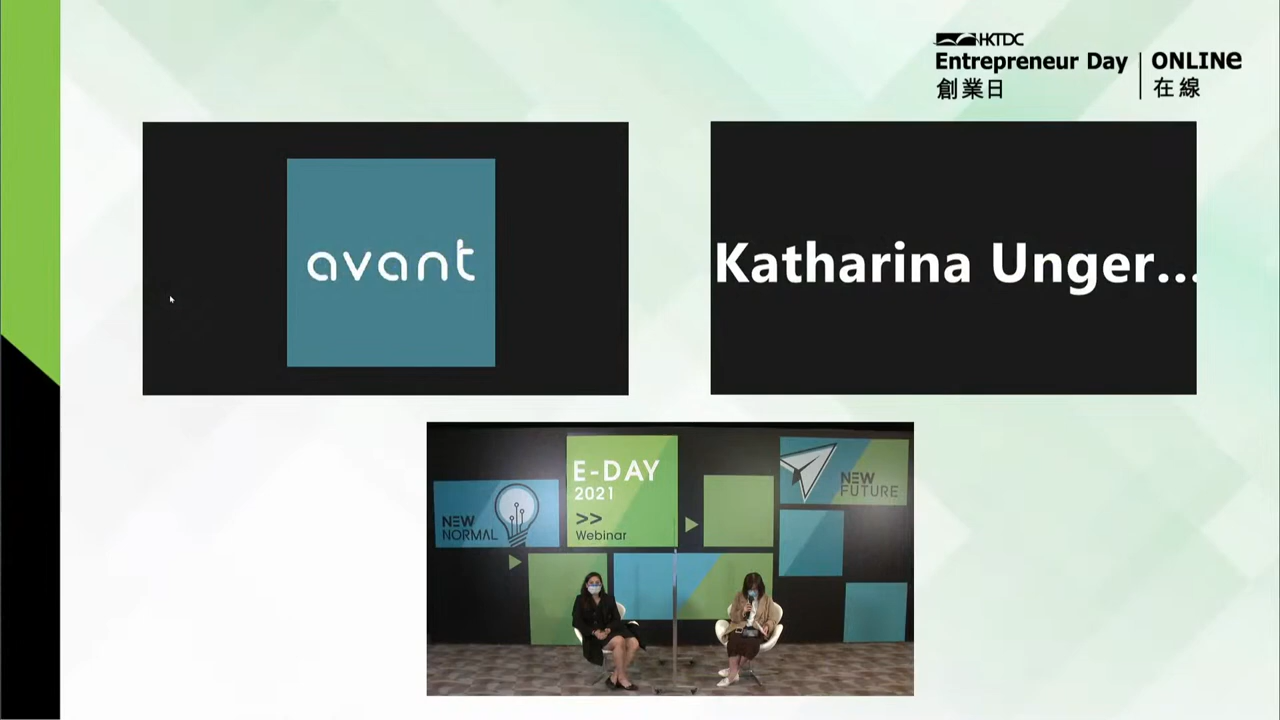 HKTDC
Entrepreneur Day
創業日
ONLINe
在線
avant
Katharina Unger...
NEW
NORMAL
E-DAY
2021
>>
Webinar
NEW
FUTURE